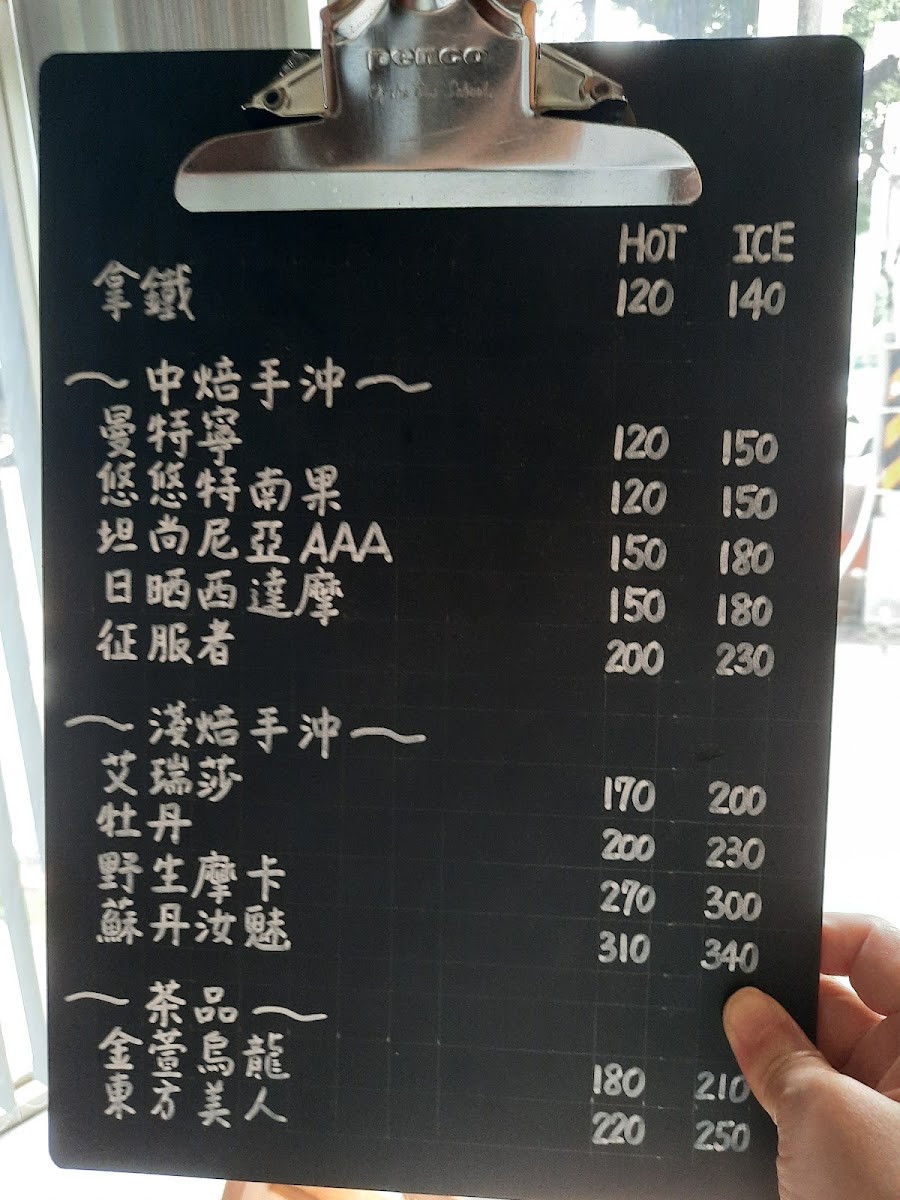 penco
HOT ICE
拿鐵 120 140
~中焙手沖~
曼特寧 120 150
悠悠特南果 120 150
坦尚尼亞AAA 150 180
日晒西達摩 150 180
征服者 200 230
~淺焙手沖~
艾瑞莎 170 200
牡丹 200 230
野生摩卡 270 300
蘇丹汝魅 310 340
~茶品~
金萱烏龍 180 210
東方美人 220 250